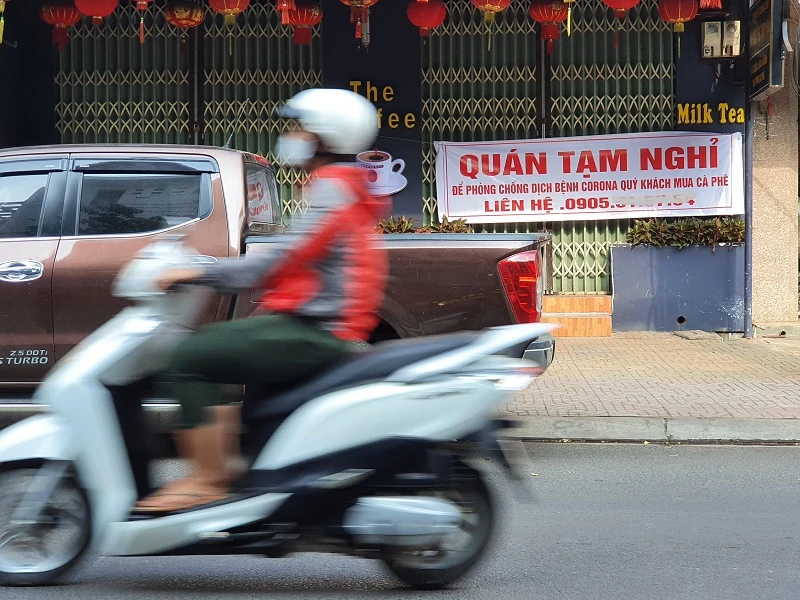 The
Milk Tea
QUÁN TẠM NGHỈ
ĐỂ PHÒNG CHỐNG DỊCH BỆNH CORONA QUÝ KHÁCH MUA CÀ PHÊ
LIÊN HỆ .0905.
2.5 DDTi
TURBO